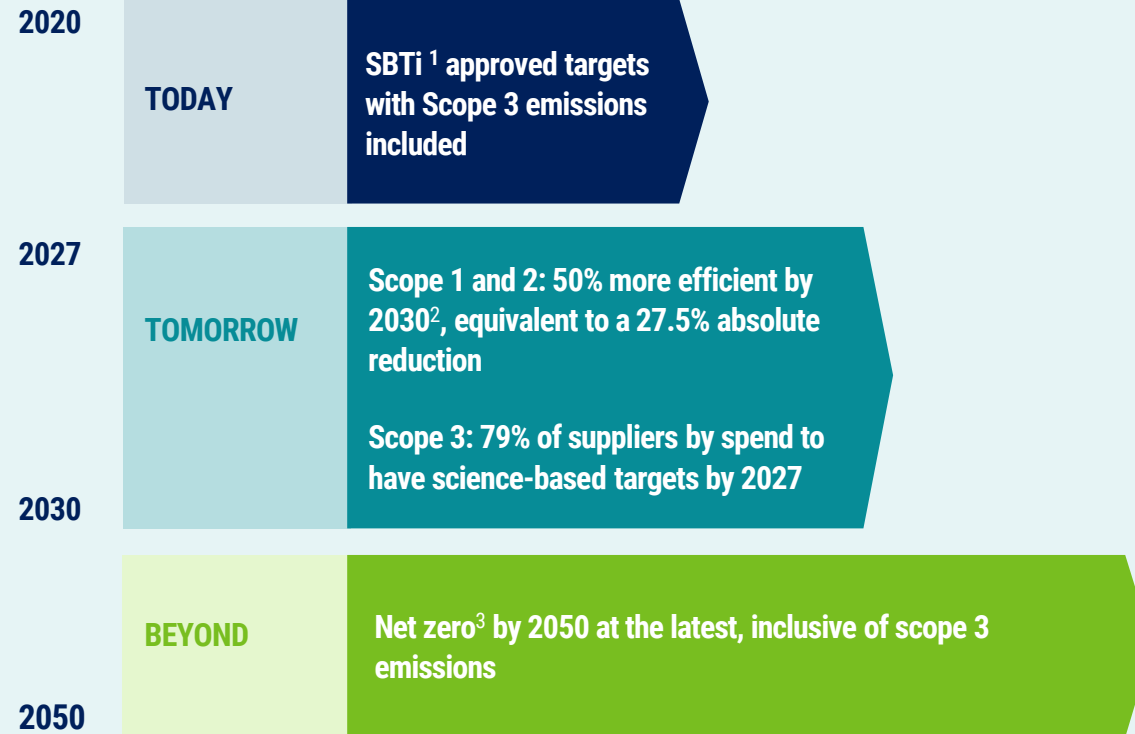 2020
TODAY
SBTi ¹ approved targets
with Scope 3 emissions
included
2027
TOMORROW
Scope 1 and 2: 50% more efficient by
2030², equivalent to a 27.5% absolute
reduction
Scope 3: 79% of suppliers by spend to
have science-based targets by 2027
2030
BEYOND
Net zero³ by 2050 at the latest, inclusive of scope 3
emissions
2050